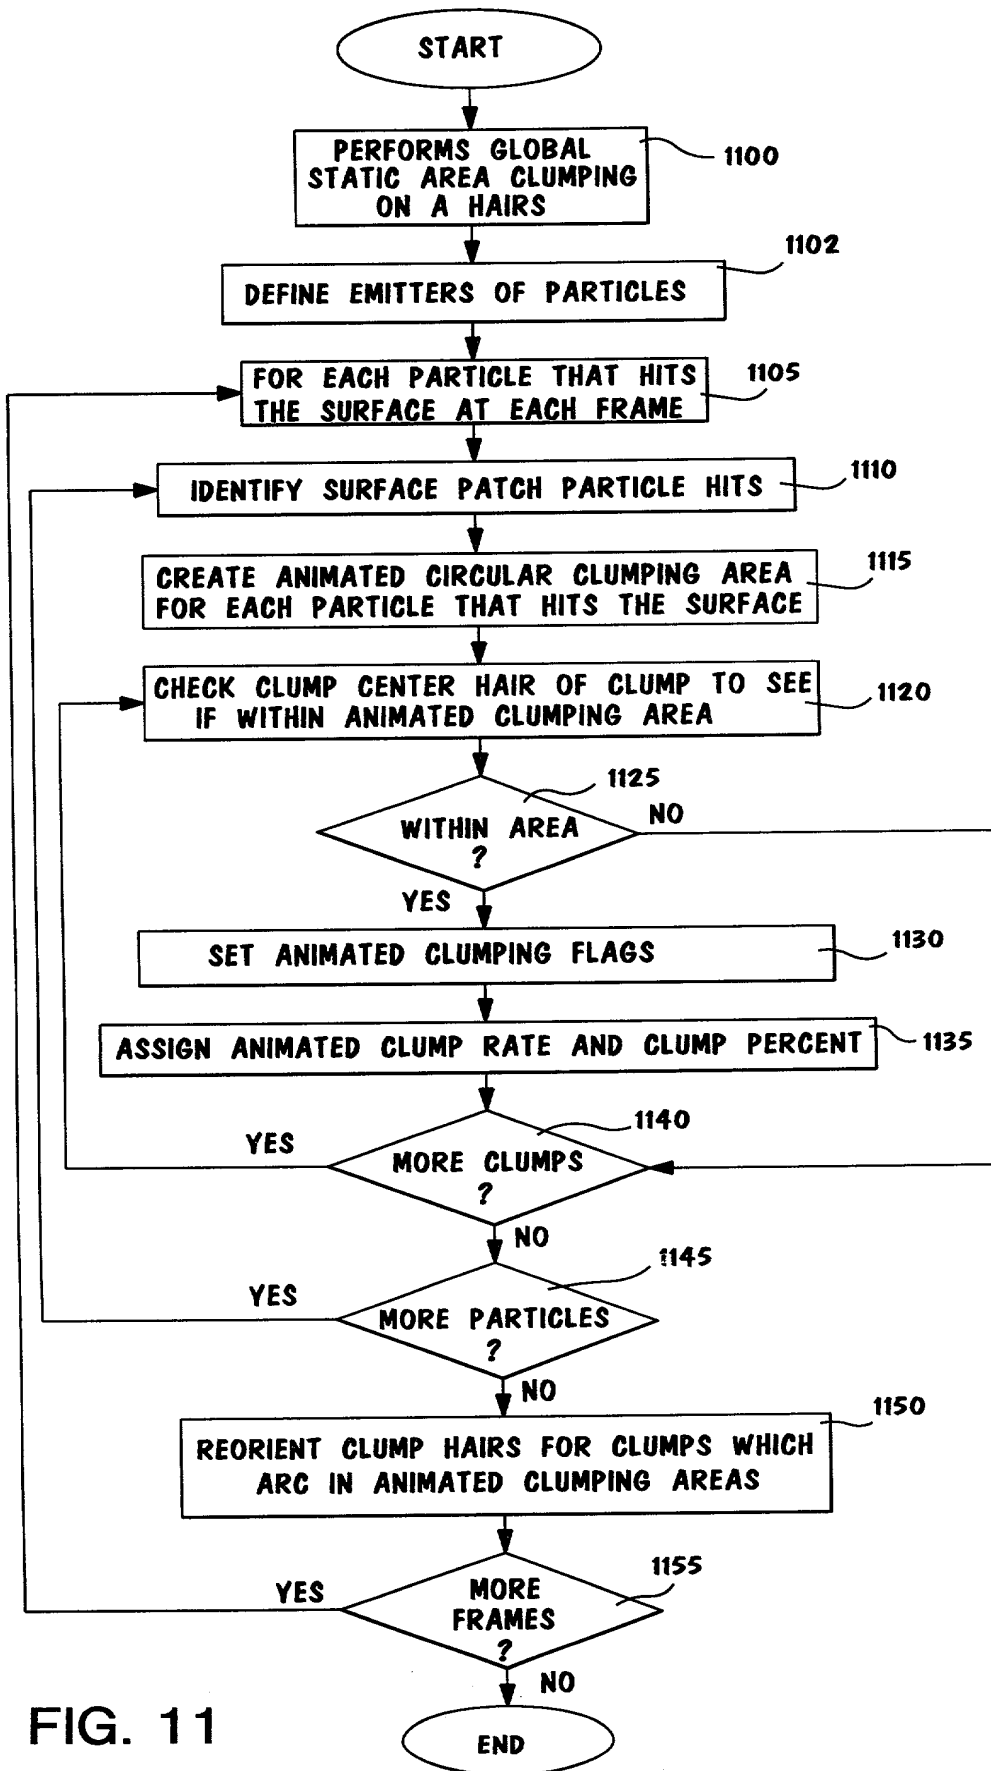 START
PERFORMS GLOBAL
STATIC AREA CLUMPING
ON A HAIRS
1100
1102
DEFINE EMITTERS OF PARTICLES
FOR EACH PARTICLE THAT HITS
THE SURFACE AT EACH FRAME
1105
IDENTIFY SURFACE PATCH PARTICLE HITS
1110
CREATE ANIMATED CIRCULAR CLUMPING AREA
FOR EACH PARTICLE THAT HITS THE SURFACE
1115
CHECK CLUMP CENTER HAIR OF CLUMP TO SEE
IF WITHIN ANIMATED CLUMPING AREA
1120
1125
WITHIN AREA
?
NO
YES
SET ANIMATED CLUMPING FLAGS
1130
ASSIGN ANIMATED CLUMP RATE AND CLUMP PERCENT
1135
1140
YES
MORE CLUMPS
?
NO
1145
YES
MORE PARTICLES
?
NO
1150
REORIENT CLUMP HAIRS FOR CLUMPS WHICH
ARC IN ANIMATED CLUMPING AREAS
1155
YES
MORE
FRAMES
?
NO
END
FIG. 11